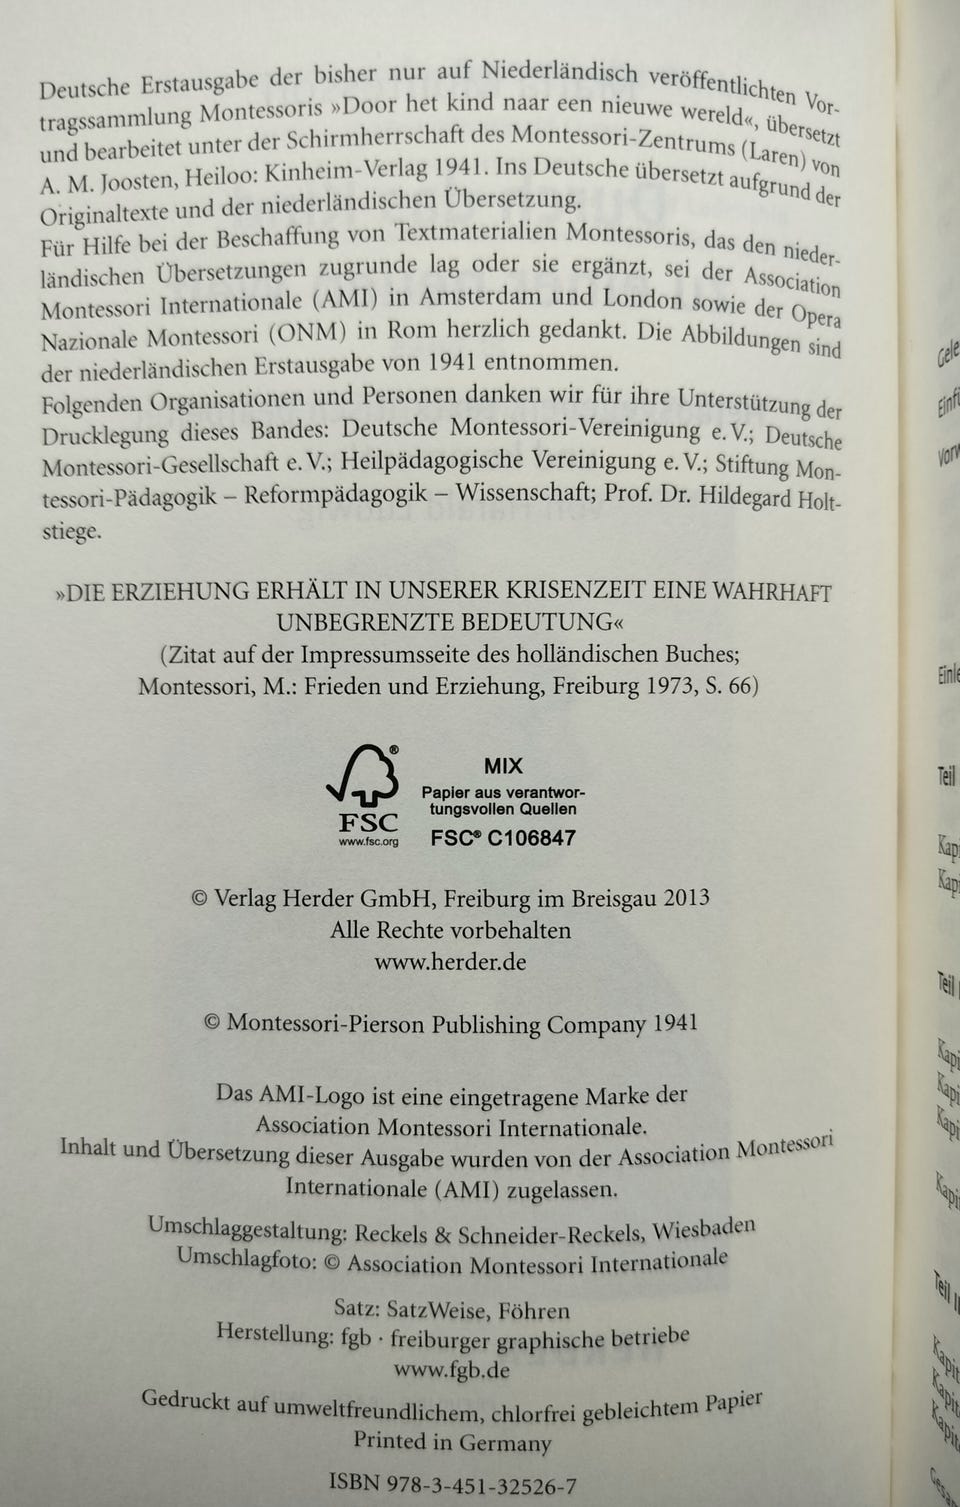 Deutsche Erstausgabe der bisher nur auf Niederländisch veröffentlichten Vor-
tragssammlung Montessoris »Door het kind naar een nieuwe wereld«, übersetzt
und bearbeitet unter der Schirmherrschaft des Montessori-Zentrums (Laren) von
A. M. Joosten, Heiloo: Kinheim-Verlag 1941. Ins Deutsche übersetzt aufgrund der
Originaltexte und der niederländischen Übersetzung.
Für Hilfe bei der Beschaffung von Textmaterialien Montessoris, das den nieder-
ländischen Übersetzungen zugrunde lag oder sie ergänzt, sei der Association
Montessori Internationale (AMI) in Amsterdam und London sowie der Opera
Nazionale Montessori (ONM) in Rom herzlich gedankt. Die Abbildungen sind
der niederländischen Erstausgabe von 1941 entnommen.
Folgenden Organisationen und Personen danken wir für ihre Unterstützung der
Drucklegung dieses Bandes: Deutsche Montessori-Vereinigung e. V.; Deutsche
Montessori-Gesellschaft e. V.; Heilpädagogische Vereinigung e. V.; Stiftung Mon-
tessori-Pädagogik – Reformpädagogik – Wissenschaft; Prof. Dr. Hildegard Holt-
stiege.
»DIE ERZIEHUNG ERHÄLT IN UNSERER KRISENZEIT EINE WAHRHAFT
UNBEGRENZTE BEDEUTUNG«
(Zitat auf der Impressumsseite des holländischen Buches;
Montessori, M.: Frieden und Erziehung, Freiburg 1973, S. 66)
®
FSC
www.fsc.org
MIX
Papier aus verantwor-
tungsvollen Quellen
FSC® C106847
© Verlag Herder GmbH, Freiburg im Breisgau 2013
Alle Rechte vorbehalten
www.herder.de
© Montessori-Pierson Publishing Company 1941
Das AMI-Logo ist eine eingetragene Marke der
Association Montessori Internationale.
Inhalt und Übersetzung dieser Ausgabe wurden von der Association Montessori
Internationale (AMI) zugelassen.
Umschlaggestaltung: Reckels & Schneider-Reckels, Wiesbaden
Umschlagfoto: © Association Montessori Internationale
Satz: SatzWeise, Föhren
Herstellung: fgb · freiburger graphische betriebe
www.fgb.de
Gedruckt auf umweltfreundlichem, chlorfrei gebleichtem Papier
Printed in Germany
ISBN 978-3-451-32526-7
Teil
Teil
Teil